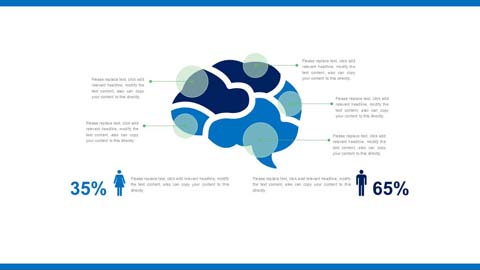 Please replace text, click add
relevant headline, modify the
text content, also can copy
your content to this directly.
Please replace text, click add
relevant headline, modify the
text content, also can copy
your content to this directly.
Please replace text, click add
relevant headline, modify the
text content, also can copy
your content to this directly.
Please replace text, click add
relevant headline, modify the
text content, also can copy
your content to this directly.
Please replace text, click add
relevant headline, modify the
text content, also can copy
your content to this directly.
35%
Please replace text, click add relevant headline, modify
the text content, also can copy your content to this
directly.
Please replace text, click add relevant headline, modify
the text content, also can copy your content to this
directly.
65%